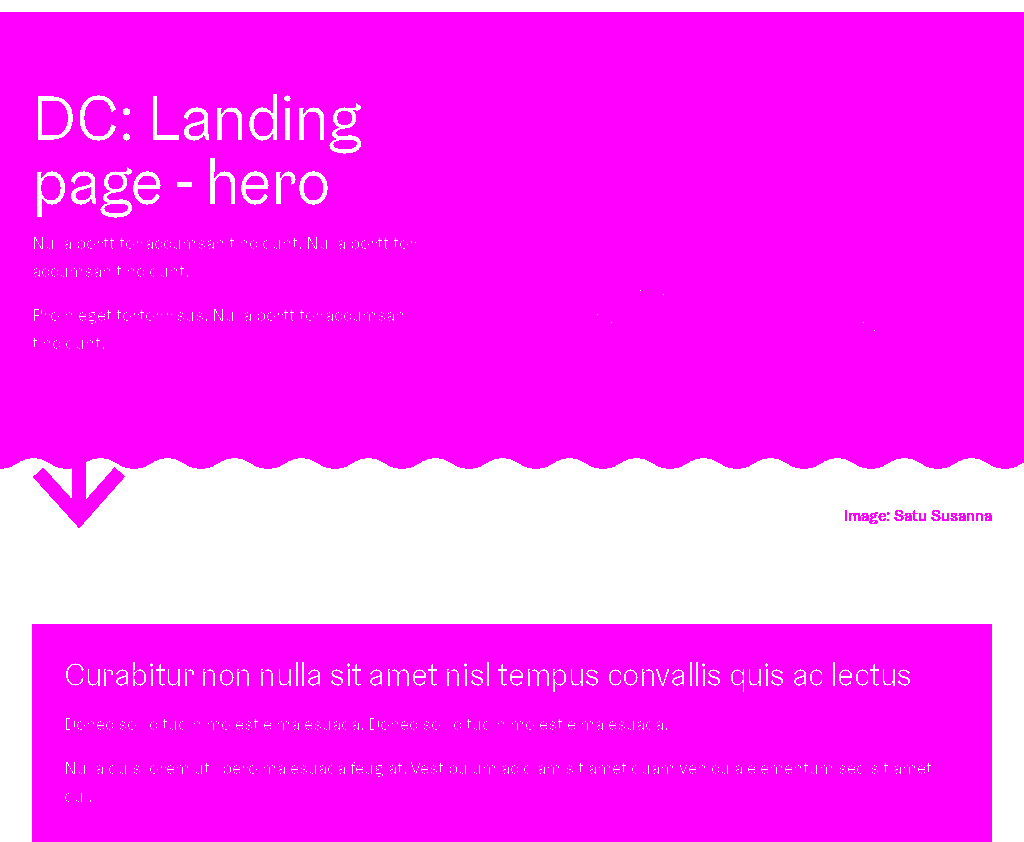 DC: Landing
page - hero
Nulla porttitor accumsan tincidunt. Nulla porttitor
accumsan tincidunt.
Proin eget tortor risus. Nulla porttitor accumsan
tincidunt.
Image: Satu Susanna
Curabitur non nulla sit amet nisl tempus convallis quis ac lectus
Donec sollicitudin molestie malesuada. Donec sollicitudin molestie malesuada.
Nulla quis lorem ut libero malesuada feugiat. Vestibulum ac diam sit amet quam vehicula elementum sed sit amet
dui.